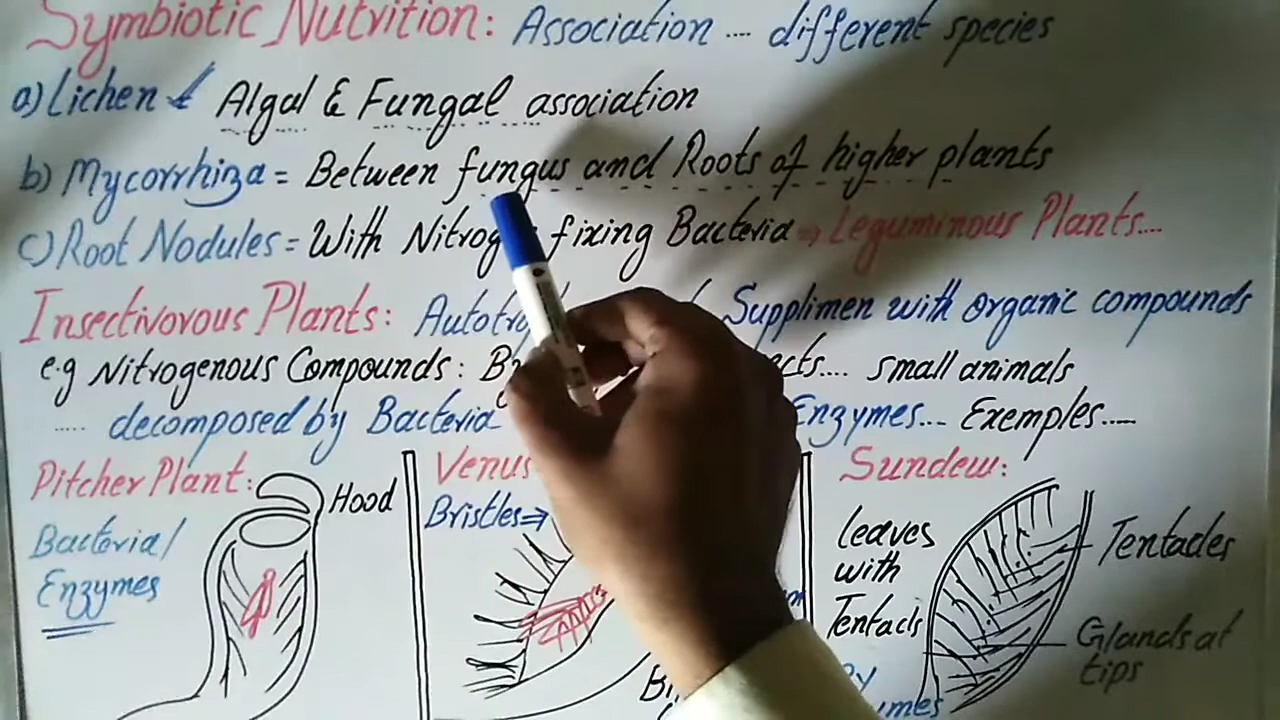 Symbiotic Nutrition: Association .... different species
a) Lichen Algal & Fungal association
b) Mycorrhiza = Between fungus and Roots of higher plants
c) Root Nodules = With Nitrog fixing Bacteria => Leguminous Plants....
Insectivorous Plants: Autotro Supplimen with organic compounds
e.g Nitrogenous Compounds: By ects.... small animals
..... decomposed by Bacteria Enzymes... Exemples.....
Pitcher Plant:
Hood
Bacterial
Enzymes
Venus
Bristles =>
Sundew:
leaves
with
Tentacls
Tentacles
Glands at
tips